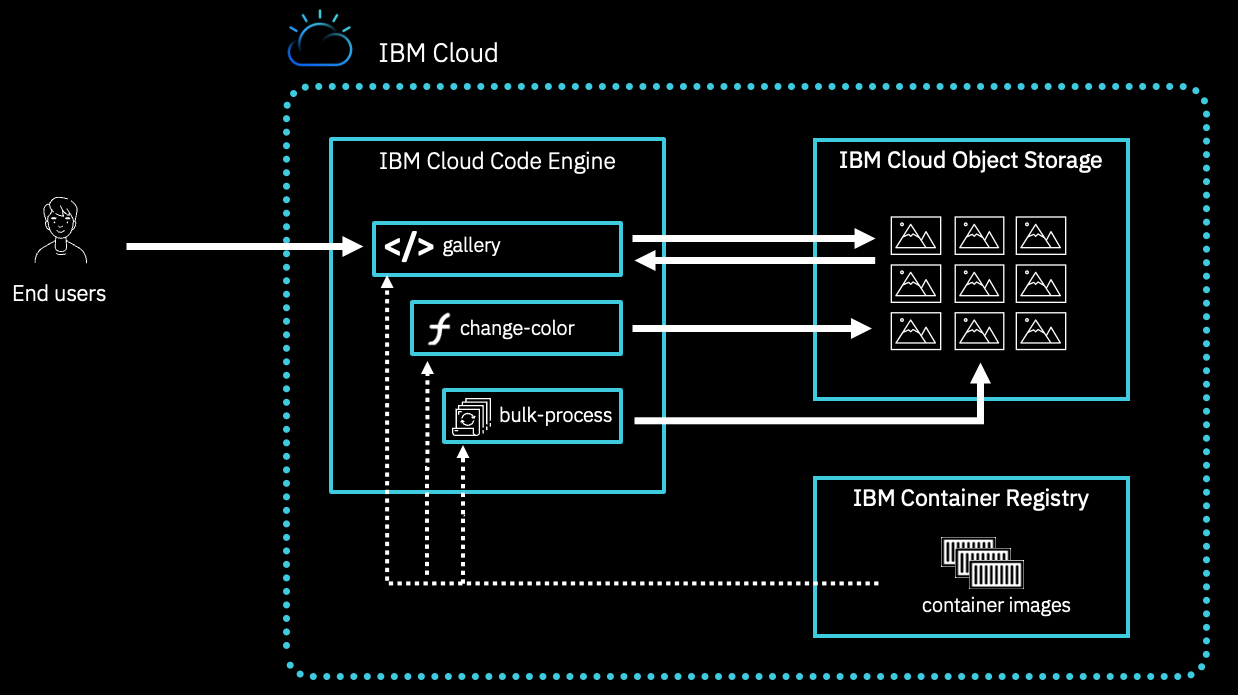 IBM Cloud
IBM Cloud Code Engine
IBM Cloud Object Storage
</> gallery
End users
change-color
bulk-process
IBM Container Registry
container images